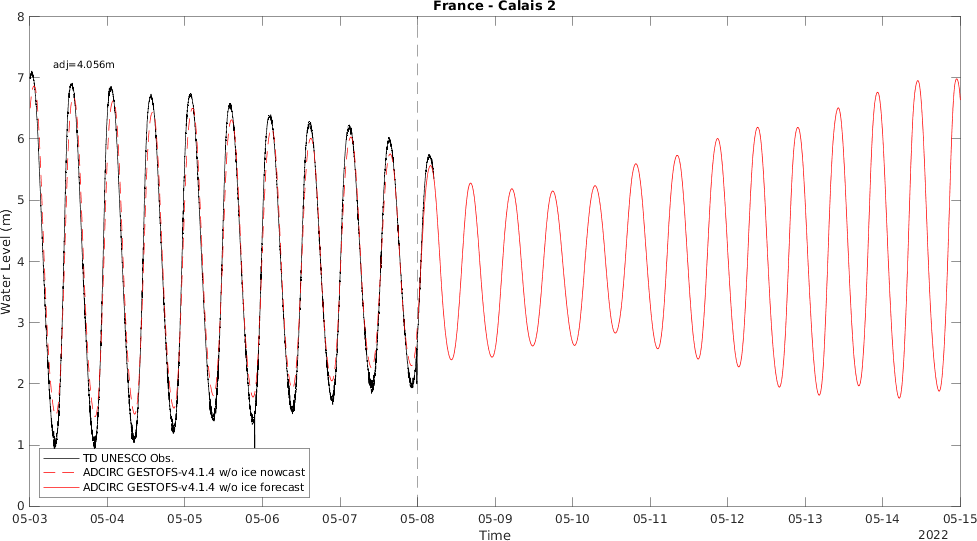 France - Calais 2
8
7
6
5
4
3
2
1
0
Water Level (m)
adj=4.056m
TD UNESCO Obs.
ADCIRC GESTOFS-v4.1.4 w/o ice nowcast
ADCIRC GESTOFS-v4.1.4 w/o ice forecast
05-03 05-04 05-05 05-06 05-07 05-08 05-09 05-10 05-11 05-12 05-13 05-14 05-15
Time
2022